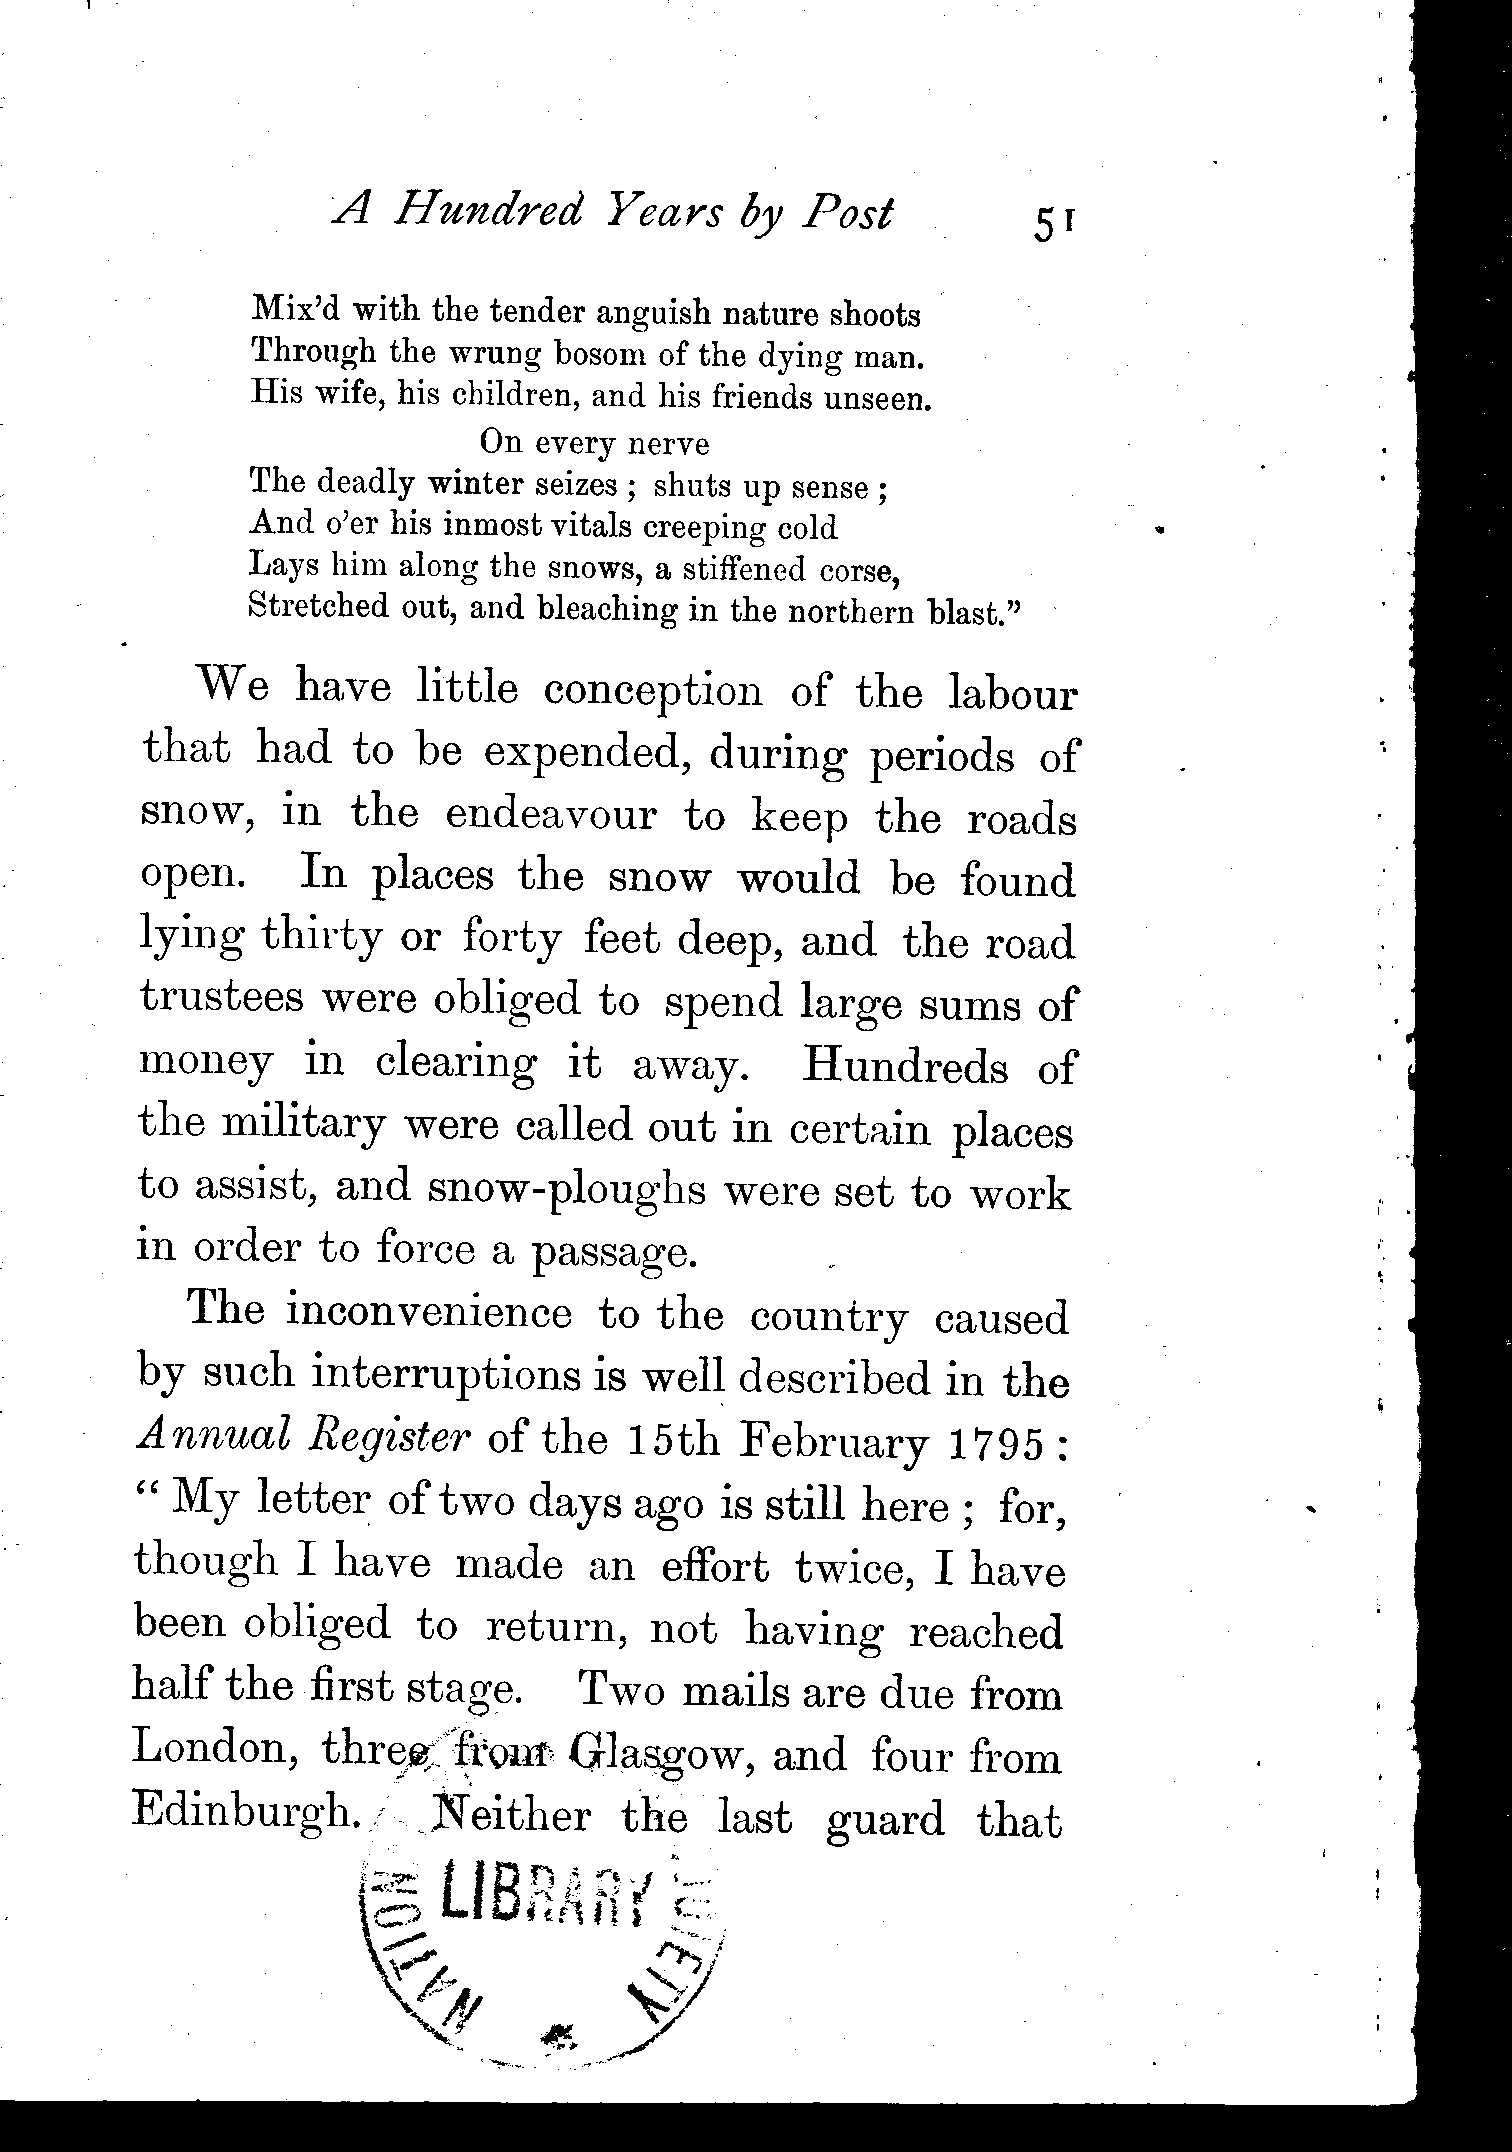 A Hundred Years by Post 51
Mix'd with the tender anguish nature shoots
Through the wrung bosom of the dying man.
His wife, his children, and his friends unseen.
On every nerve
The deadly winter seizes ; shuts up sense ;
And o'er his inmost vitals creeping cold
Lays him along the snows, a stiffened corse,
Stretched out, and bleaching in the northern blast.”
We have little conception of the labour
that had to be expended, during periods of
snow, in the endeavour to keep the roads
open. In places the snow would be found
lying thirty or forty feet deep, and the road
trustees were obliged to spend large sums of
money in clearing it away. Hundreds of
the military were called out in certain places
to assist, and snow-ploughs were set to work
in order to force a passage.
The inconvenience to the country caused
by such interruptions is well described in the
Annual Register of the 15th February 1795 :
“ My letter of two days ago is still here ; for,
though I have made an effort twice, I have
been obliged to return, not having reached
half the first stage. Two mails are due from
London, three from Glasgow, and four from
Edinburgh. Neither the last guard that
LIBRARY